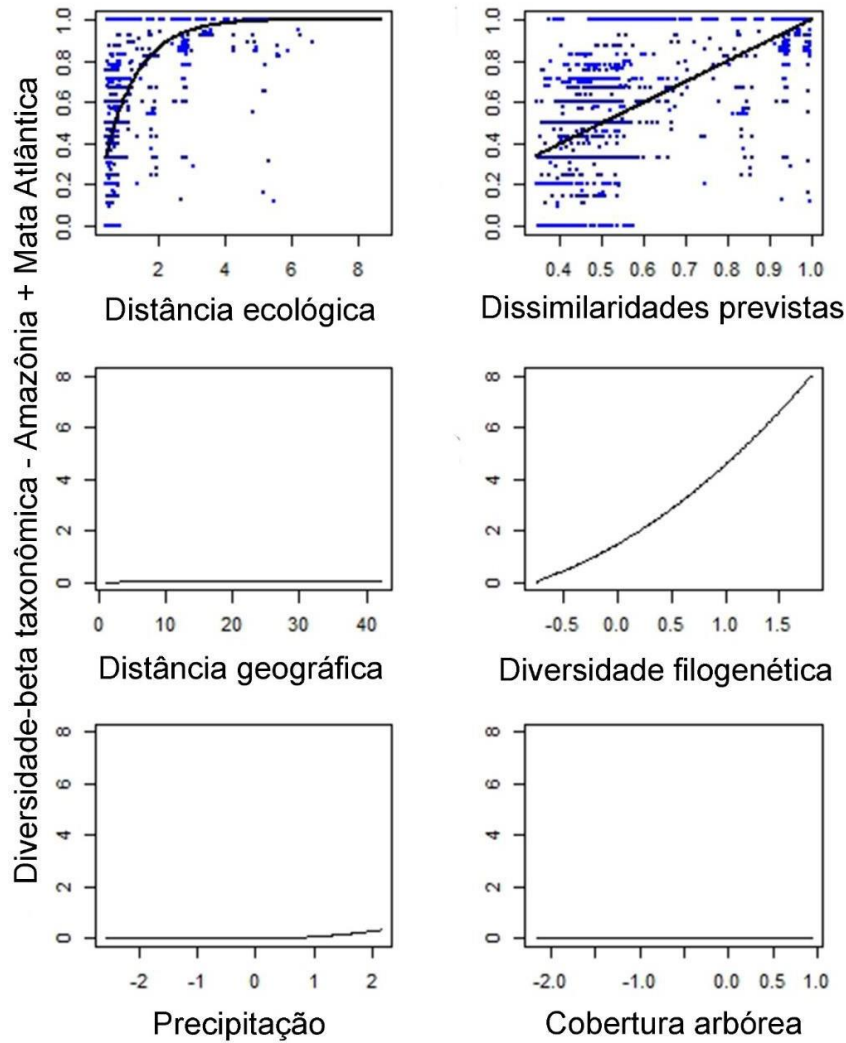 Diversidade-beta taxonômica - Amazônia + Mata Atlântica
0.0 0.2 0.4 0.6 0.8 1.0
2 4 6 8
Distância ecológica
0.0 0.2 0.4 0.6 0.8 1.0
0.4 0.5 0.6 0.7 0.8 0.9 1.0
Dissimilaridades previstas
0 2 4 6 8
0 10 20 30 40
Distância geográfica
0 2 4 6 8
-0.5 0.0 0.5 1.0 1.5
Diversidade filogenética
0 2 4 6 8
-2 -1 0 1 2
Precipitação
0 2 4 6 8
-2.0 -1.0 0.0 0.5 1.0
Cobertura arbórea